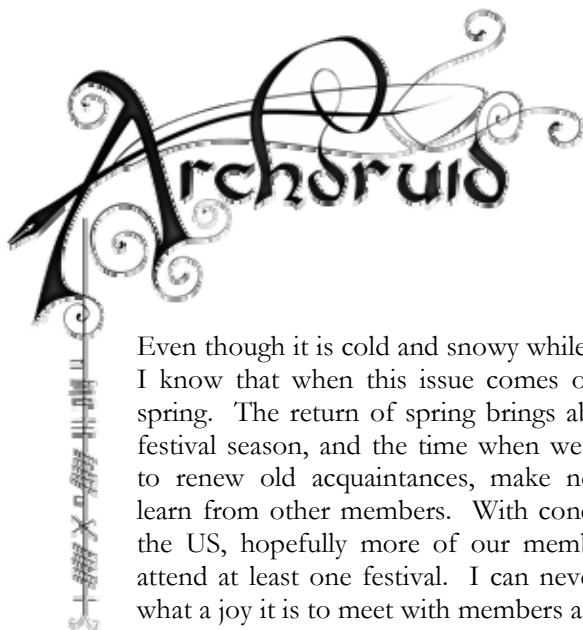 Archdruid
Even though it is cold and snowy while
I know that when this issue comes o
spring. The return of spring brings ab
festival season, and the time when we
to renew old acquaintances, make
learn from other members. With
the US, hopefully more of our memb
attend at least one festival. I can neve
what a joy it is to meet with members a